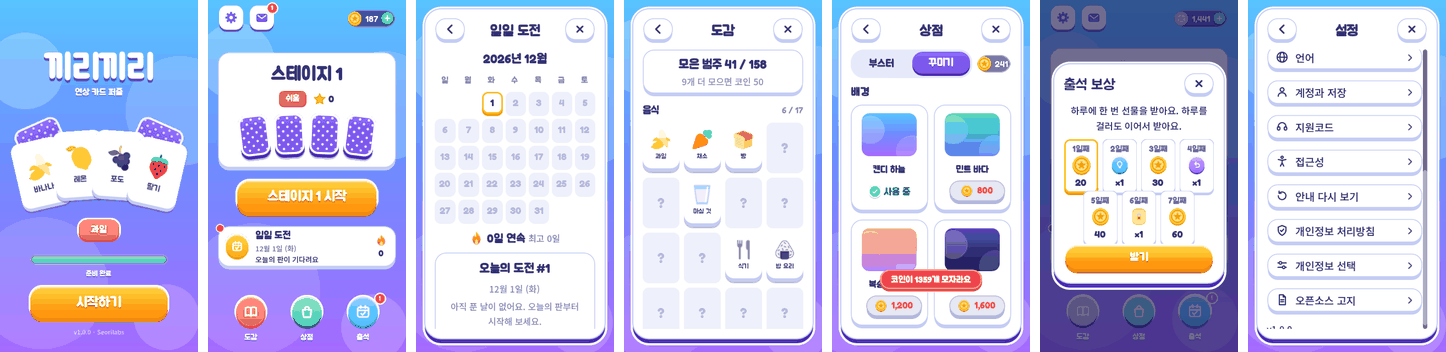 끼리끼리
연상 카드 퍼즐
바나나
레몬
포도
딸기
과일
준비 완료
시작하기
v1.0.0 · Seonilabs
1
187
스테이지 1
쉬움
0
스테이지 1 시작
일일 도전
12월 1일 (화)
오늘의 판이 기다려요
0
도감
상점
출석
!
일일 도전
2026년 12월
일 월 화 수 목 금 토
1 2 3 4 5
6 7 8 9 10 11 12
13 14 15 16 17 18 19
20 21 22 23 24 25 26
27 28 29 30 31
0일 연속 최고 0일
오늘의 도전 #1
12월 1일 (화)
아직 푼 날이 없어요. 오늘의 판부터
시작해 보세요.
도감
모은 범주 41 / 158
9개 더 모으면 코인 50
음식
6 / 17
과일
채소
빵
?
?
마실 것
?
?
?
?
식기
밥 요리
?
?
?
?
상점
부스터
꾸미기
241
배경
캔디 하늘
사용 중
민트 바다
800
코인이 1359개 모자라요
1,200
1,600
1,441
출석 보상
하루에 한 번 선물을 받아요. 하루를
걸러도 이어서 받아요.
1일째
20
2일째
x1
3일째
30
4일째
x1
5일째
40
6일째
x1
7일째
60
받기
도감
상점
출석
설정
언어
계정과 저장
지원코드
접근성
안내 다시 보기
개인정보 처리방침
개인정보 선택
오픈소스 고지